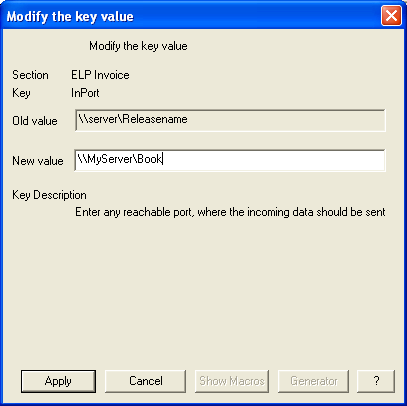 Modify the key value
Modify the key value
Section ELP Invoice
Key InPort
Old value \\server\Releasename
New value \\MyServer\Book
Key Description
Enter any reachable port, where the incoming data should be sent
Apply Cancel Show Macros Generator ?